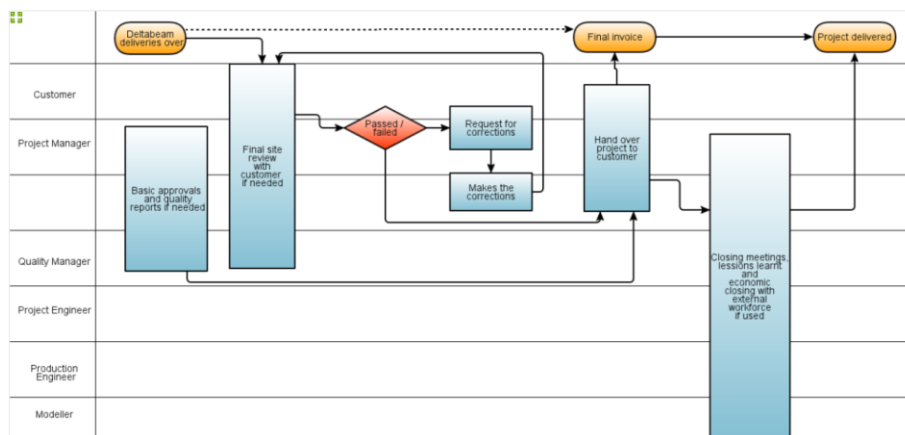 Deltabeam
deliveries over
Final invoice
Project delivered
Customer
Project Manager
Quality Manager
Project Engineer
Production
Engineer
Modeller
Basic approvals
and quality
reports if needed
Final site
review
with
customer
if needed
Passed /
failed
Request for
corrections
Makes the
corrections
Hand over
project to
customer
Closing meetings,
lessions learnt
and
economic
closing with
external
workforce
if used